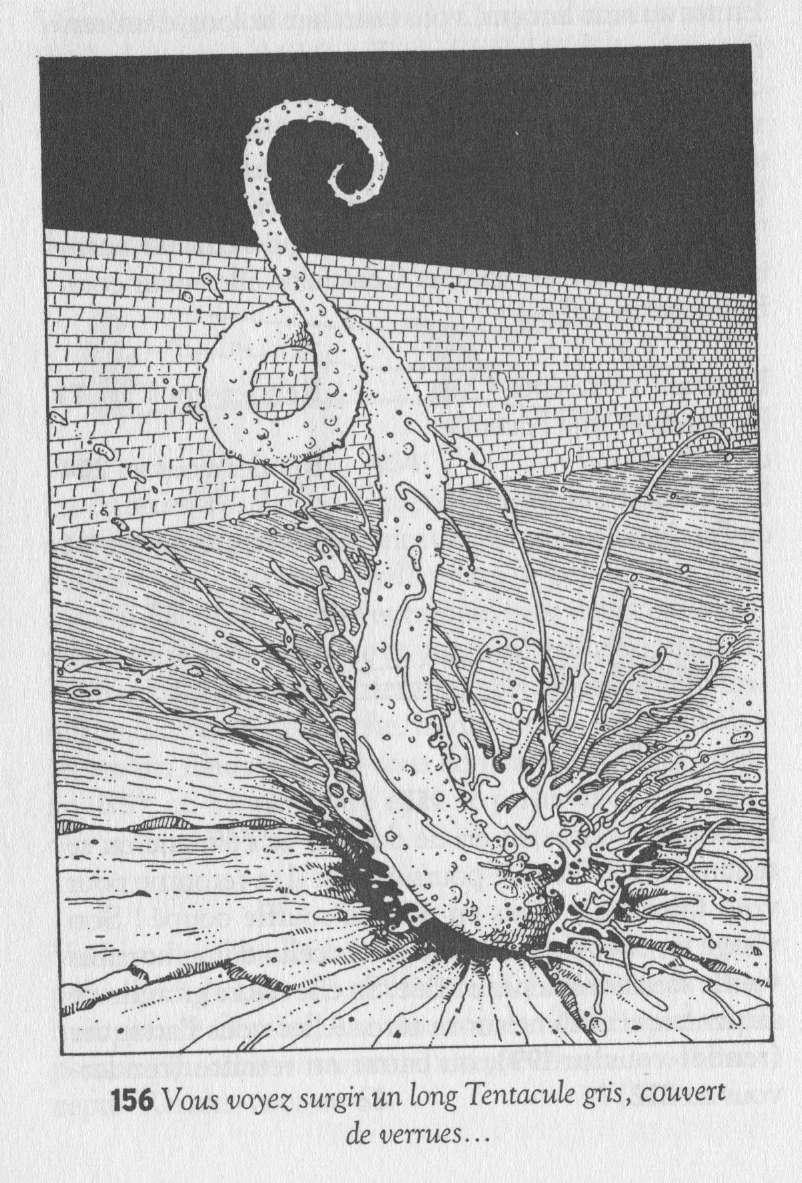 156 Vous voyez surgir un long Tentacule gris, couvert
de verrues...